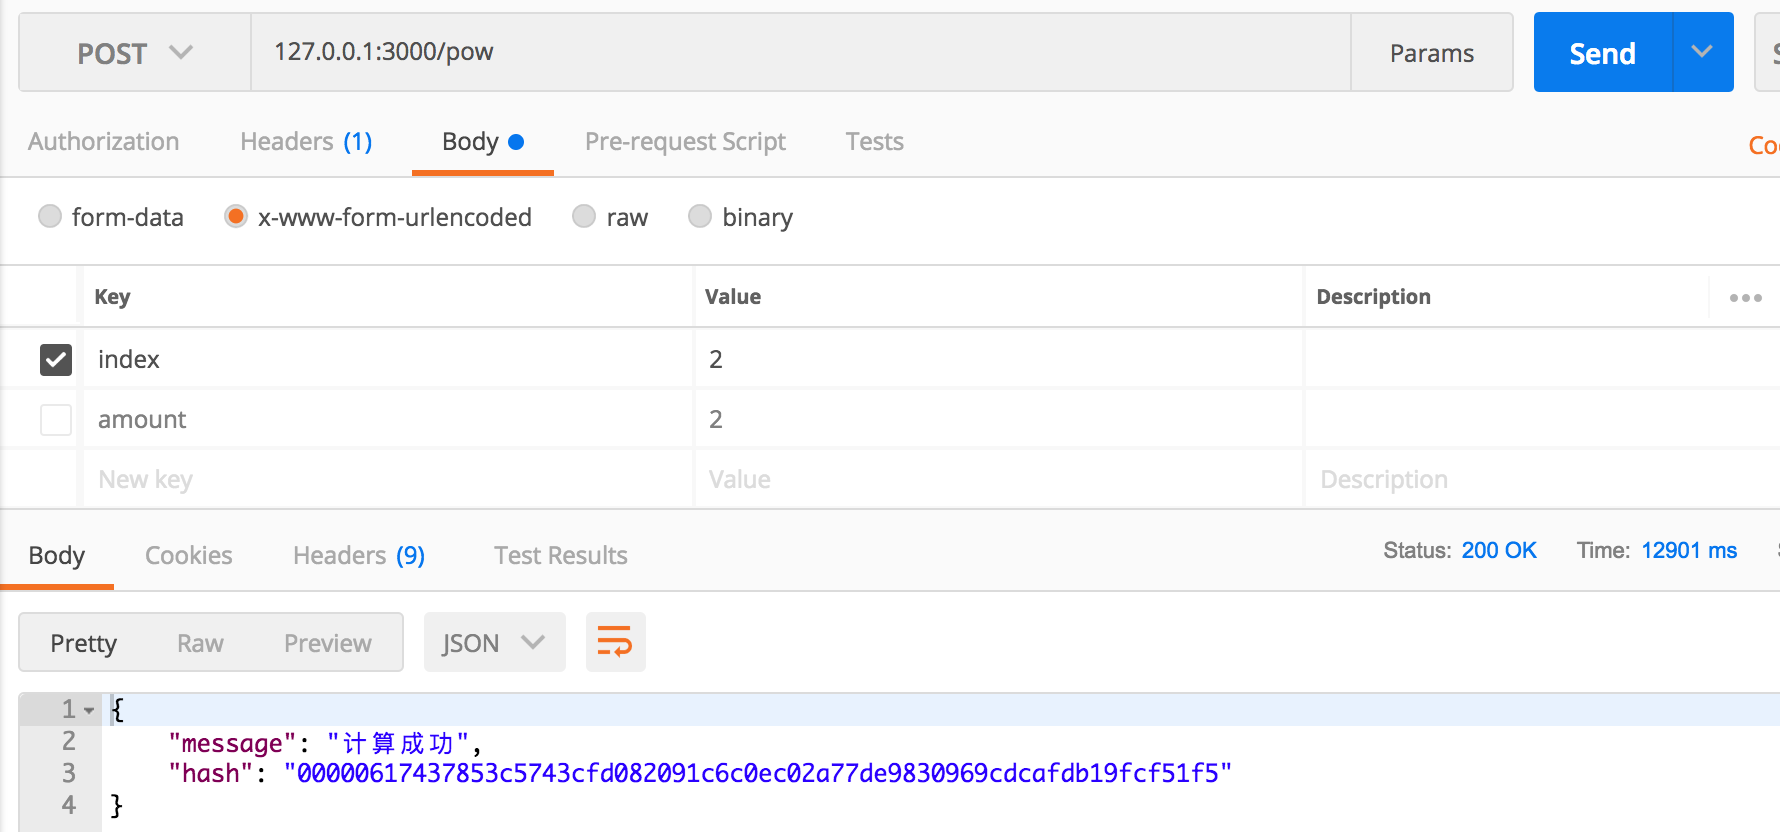 POST 127.0.0.1:3000/pow Params Send
Authorization Headers (1) Body Pre-request Script Tests
form-data x-www-form-urlencoded raw binary
Key Value Description
index 2
amount 2
New key Value Description
Body Cookies Headers (9) Test Results Status: 200 OK Time: 12901 ms
Pretty Raw Preview JSON
1 {
2 "message": "计算成功",
3 "hash": "00000617437853c5743cfd082091c6c0ec02a77de9830969cdcafdb19fcf51f5"
4 }